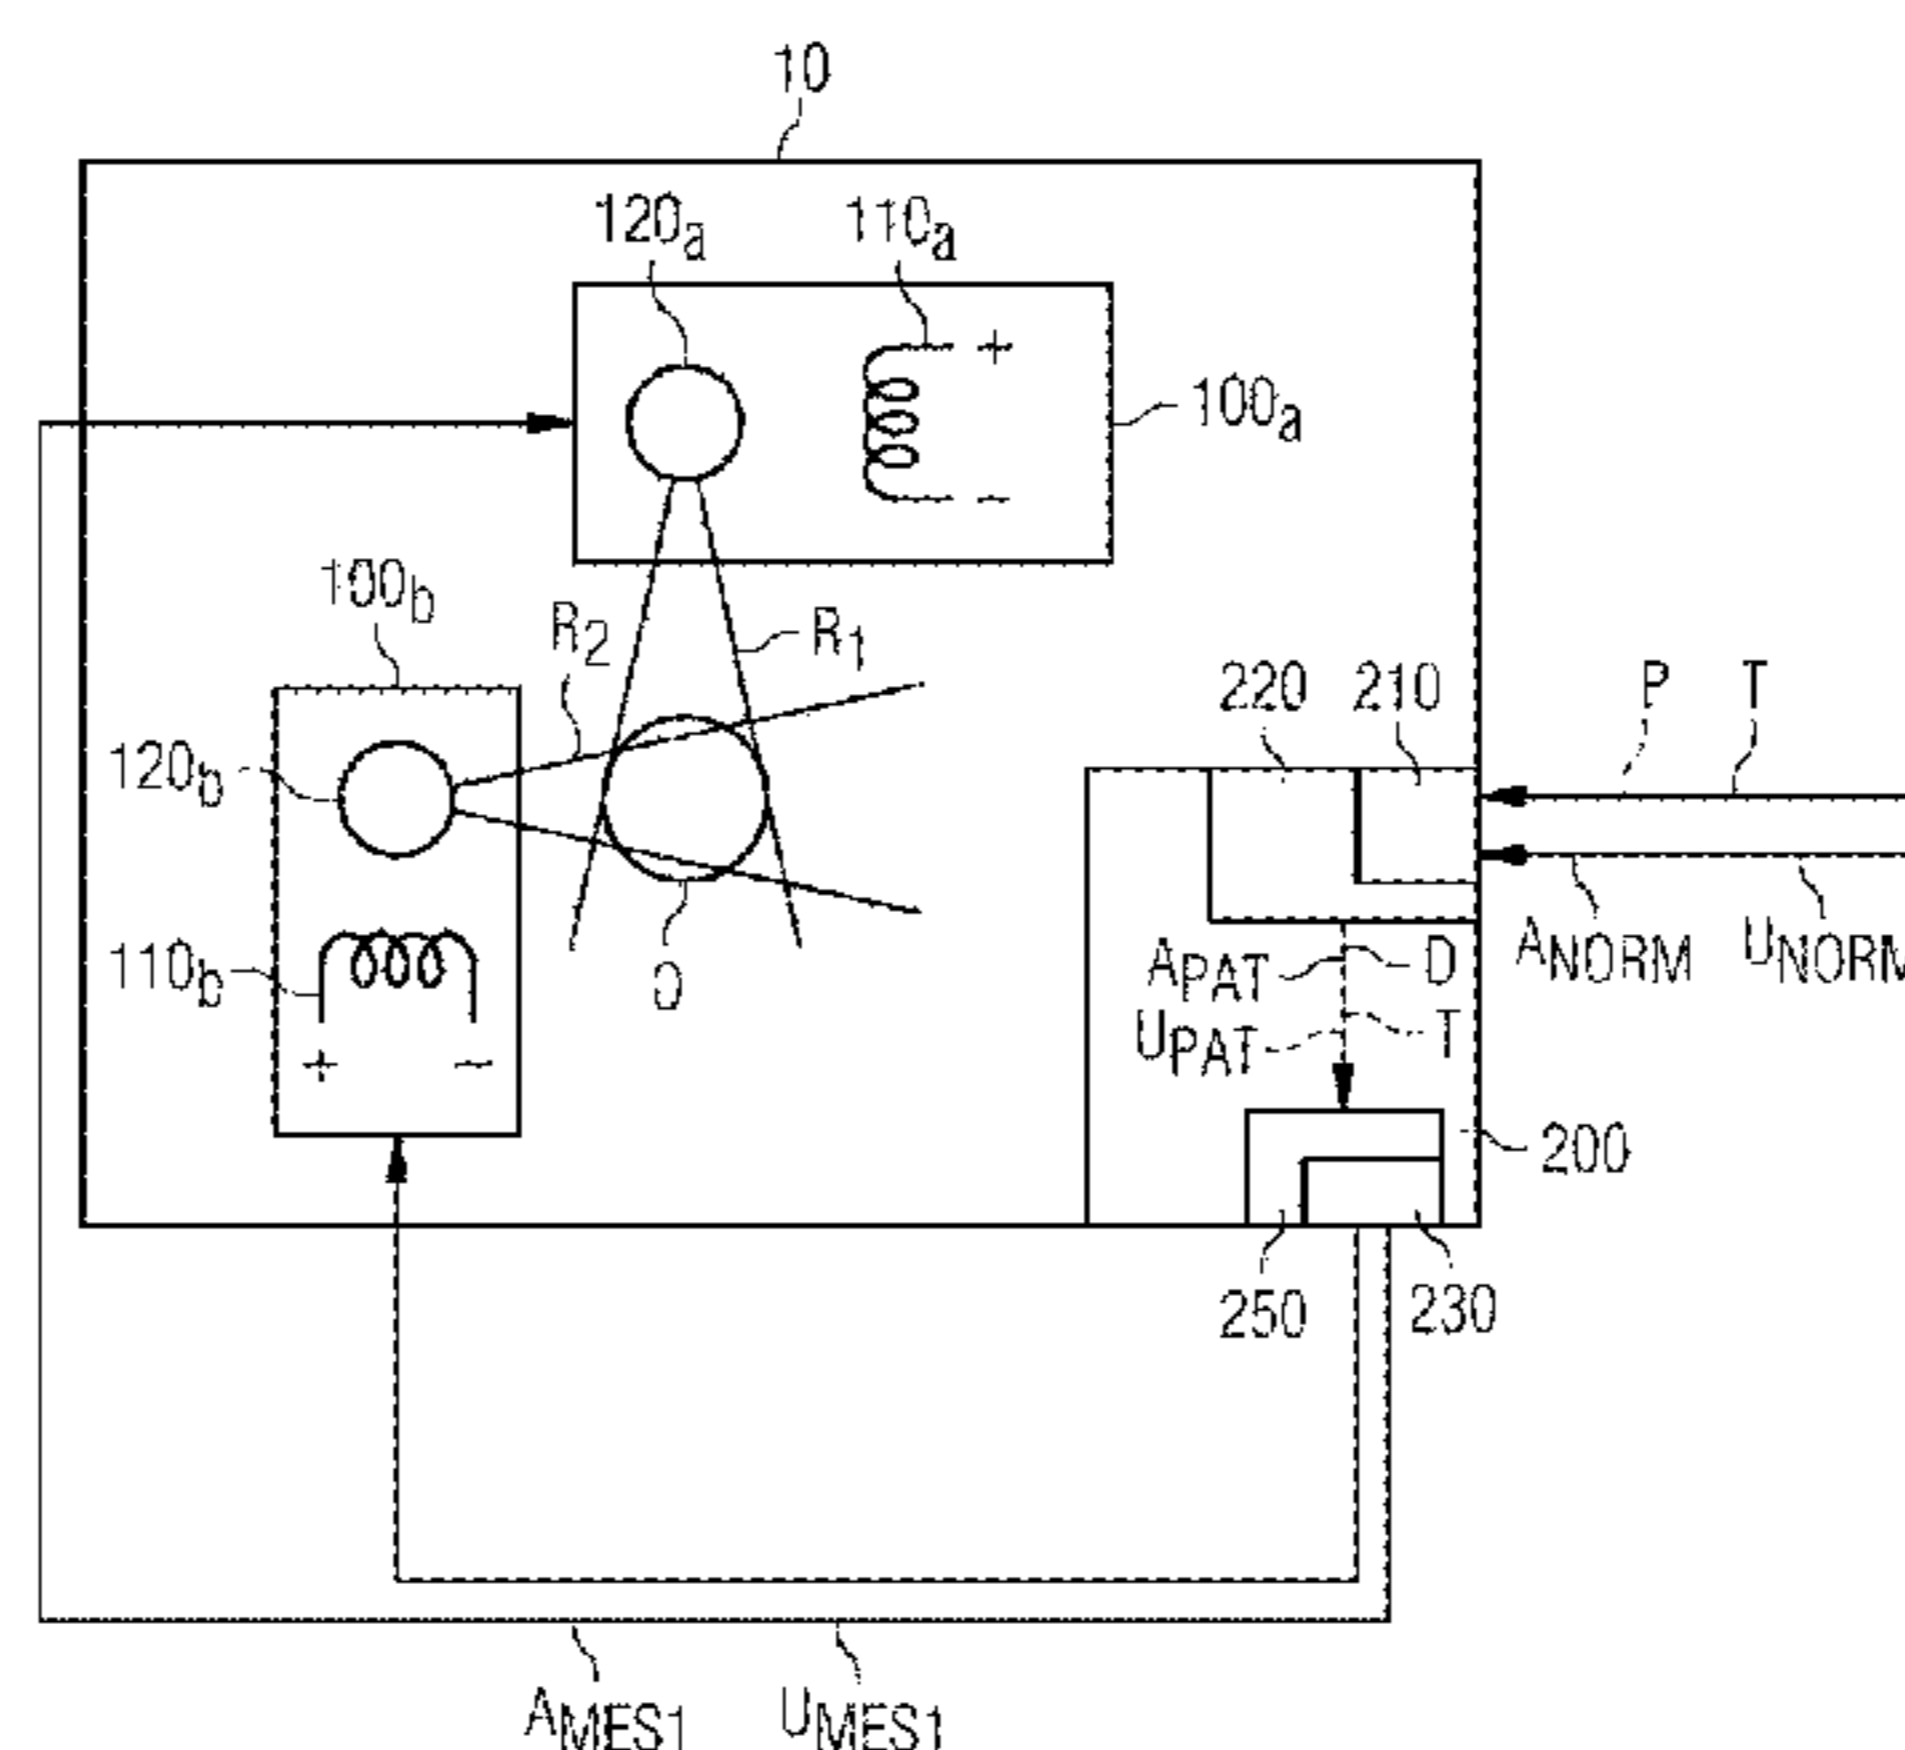 10
120a 110a
100a
100b
R2 R1
220 210 P T
120b
APAT D ANORM UNORM
110b O
UPAT T
+ -
+ -
200
250 230
AMES1 UMES1